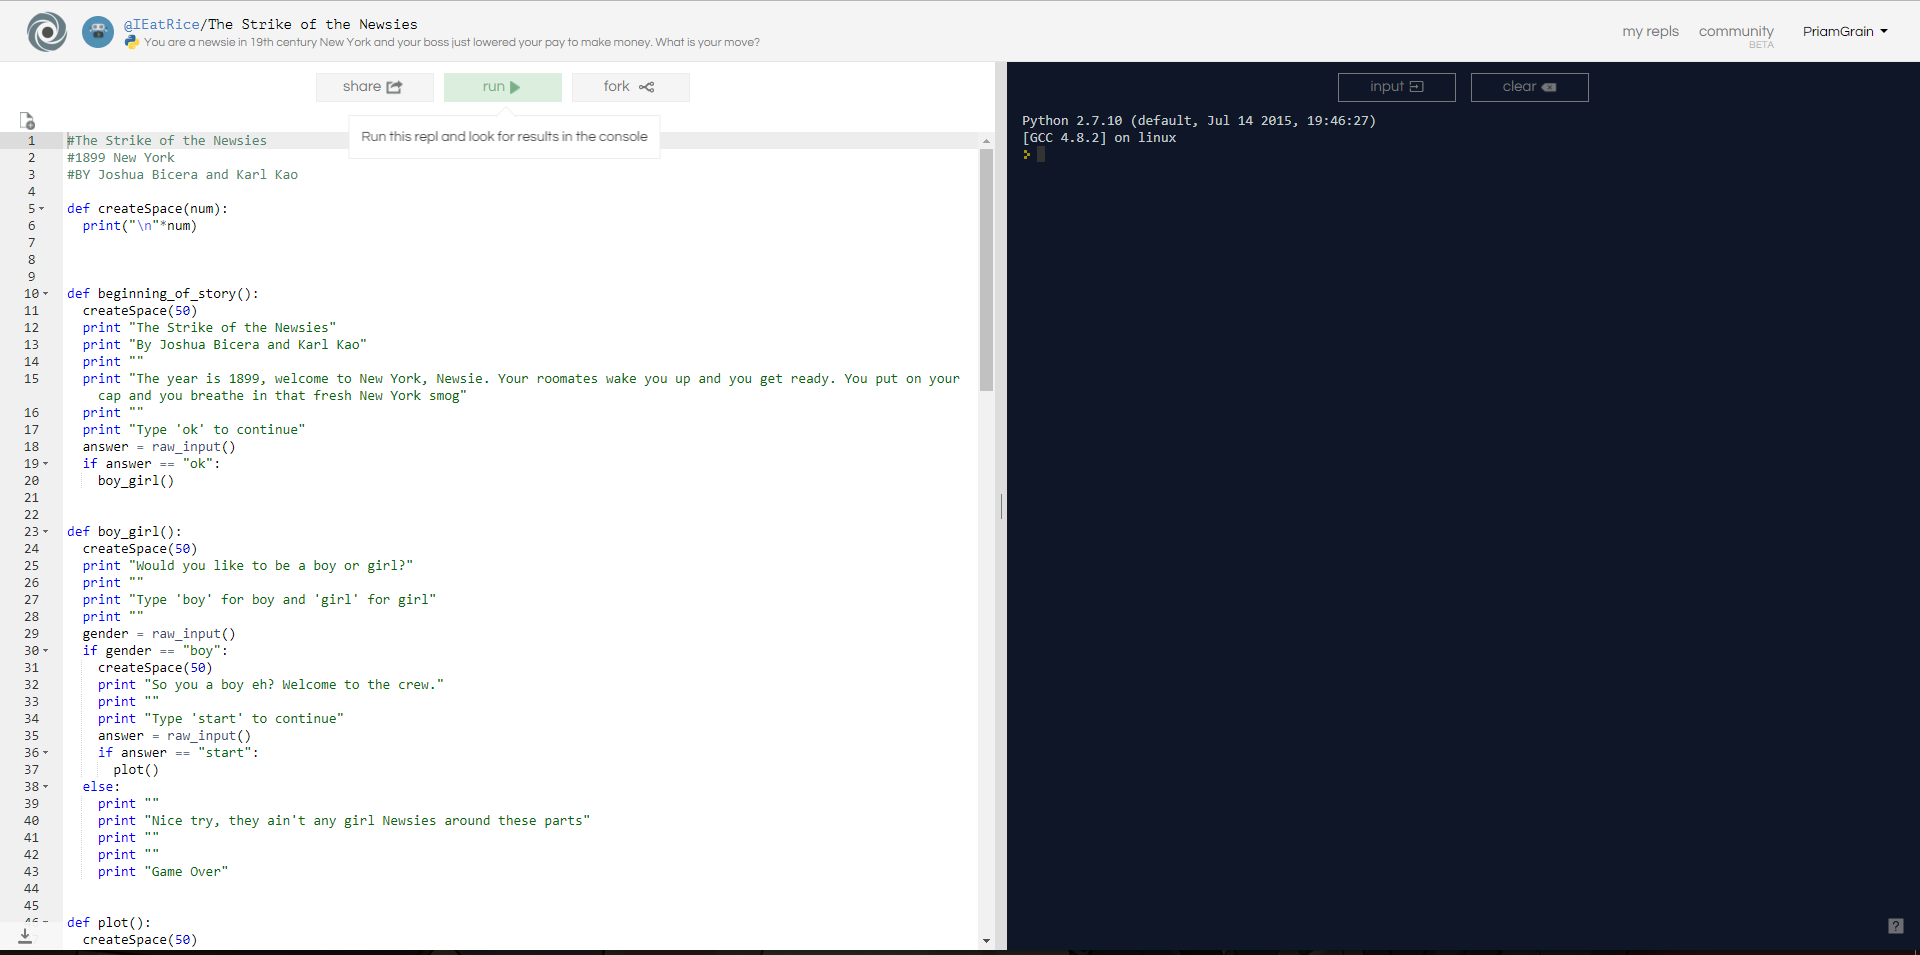 @IEatRice/The Strike of the Newsies
You are a newsie in 19th century New York and your boss just lowered your pay to make money. What is your move?
my repls
community
BETA
PriamGrain
share
run
fork
Run this repl and look for results in the console
1 #The Strike of the Newsies
2 #1899 New York
3 #BY Joshua Bicera and Karl Kao
4
5 def createSpace(num):
6 print("\n"*num)
7
8
9
10 def beginning_of_story():
11 createSpace(50)
12 print "The Strike of the Newsies"
13 print "By Joshua Bicera and Karl Kao"
14 print ""
15 print "The year is 1899, welcome to New York, Newsie. Your roomates wake you up and you get ready. You put on your
cap and you breathe in that fresh New York smog"
16 print ""
17 print "Type 'ok' to continue"
18 answer = raw_input()
19 if answer == "ok":
20 boy_girl()
21
22
23 def boy_girl():
24 createSpace(50)
25 print "Would you like to be a boy or girl?"
26 print ""
27 print "Type 'boy' for boy and 'girl' for girl"
28 print ""
29 gender = raw_input()
30 if gender == "boy":
31 createSpace(50)
32 print "So you a boy eh? Welcome to the crew."
33 print ""
34 print "Type 'start' to continue"
35 answer = raw_input()
36 if answer == "start":
37 plot()
38 else:
39 print ""
40 print "Nice try, they ain't any girl Newsies around these parts"
41 print ""
42 print ""
43 print "Game Over"
44
45
46 def plot():
createSpace(50)
input
clear
Python 2.7.10 (default, Jul 14 2015, 19:46:27)
[GCC 4.8.2] on linux
?